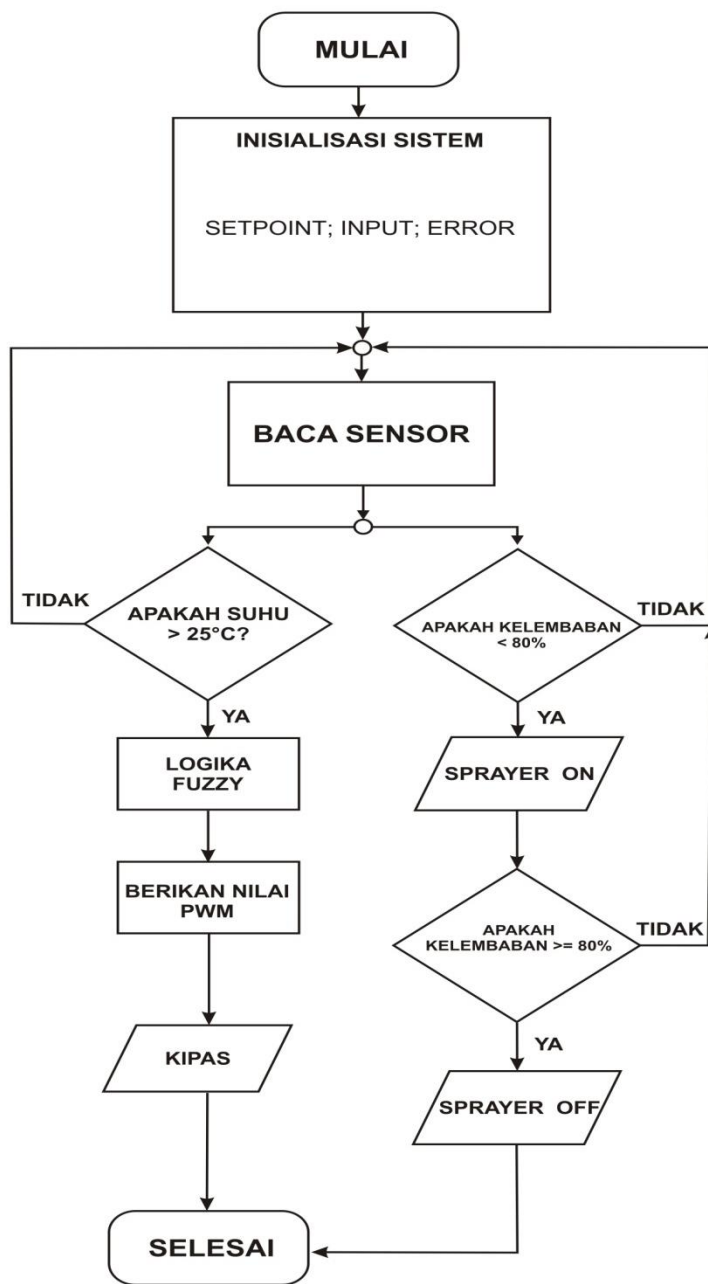 MULAI
INISIALISASI SISTEM
SETPOINT; INPUT; ERROR
BACA SENSOR
TIDAK
APAKAH SUHU
> 25°C?
YA
LOGIKA
FUZZY
BERIKAN NILAI
PWM
KIPAS
APAKAH KELEMBABAN
< 80%
TIDAK
YA
SPRAYER ON
APAKAH
KELEMBABAN >= 80%
TIDAK
YA
SPRAYER OFF
SELESAI